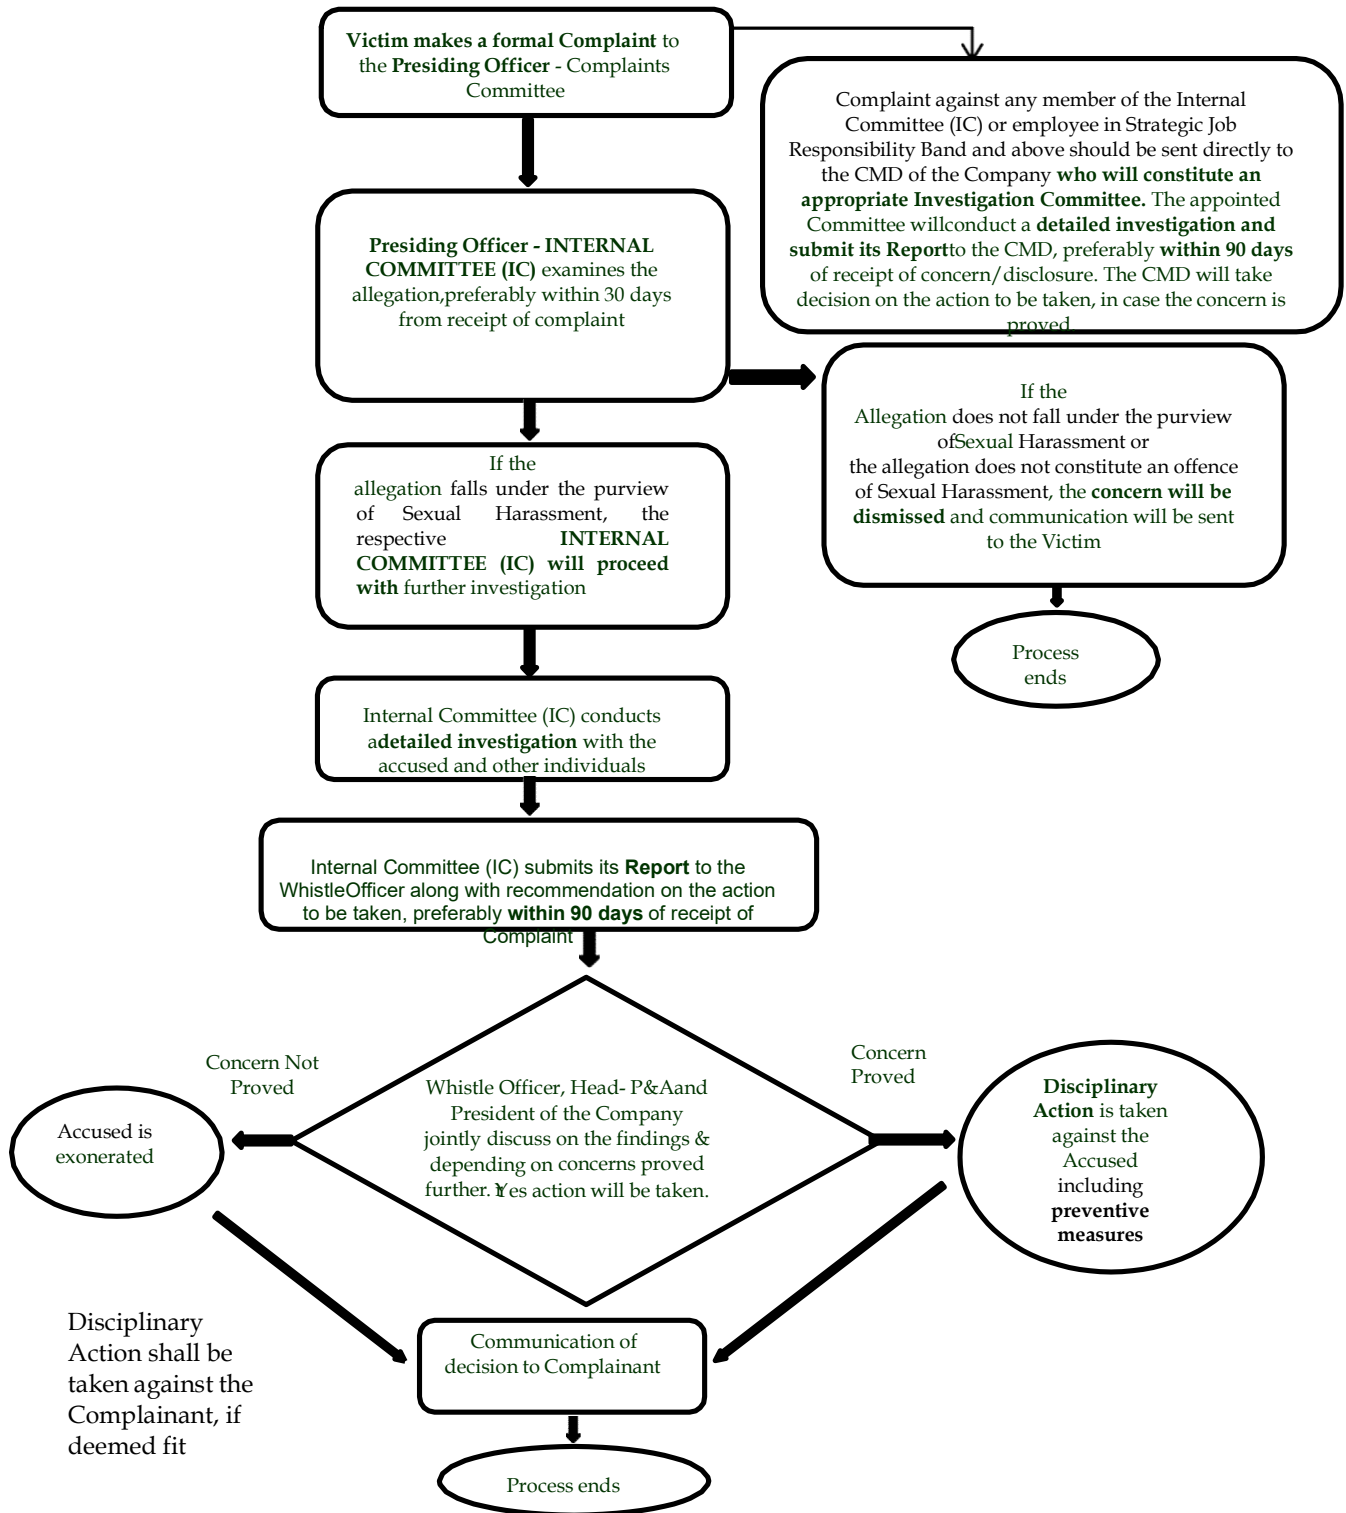 Victim makes a formal Complaint to
the Presiding Officer - Complaints
Committee
Complaint against any member of the Internal
Committee (IC) or employee in Strategic Job
Responsibility Band and above should be sent directly to
the CMD of the Company who will constitute an
appropriate Investigation Committee. The appointed
Committee willconduct a detailed investigation and
submit its Reportto the CMD, preferably within 90 days
of receipt of concern/disclosure. The CMD will take
decision on the action to be taken, in case the concern is
proved
Presiding Officer - INTERNAL
COMMITTEE (IC) examines the
allegation,preferably within 30 days
from receipt of complaint
If the
Allegation does not fall under the purview
ofSexual Harassment or
the allegation does not constitute an offence
of Sexual Harassment, the concern will be
dismissed and communication will be sent
to the Victim
If the
allegation falls under the purview
of Sexual Harassment, the
respective INTERNAL
COMMITTEE (IC) will proceed
with further investigation
Process
ends
Internal Committee (IC) conducts
adetailed investigation with the
accused and other individuals
Internal Committee (IC) submits its Report to the
WhistleOfficer along with recommendation on the action
to be taken, preferably within 90 days of receipt of
Complaint
Concern Not
Proved
Concern
Proved
Whistle Officer, Head- P&Aand
President of the Company
jointly discuss on the findings &
depending on concerns proved
further. Yes action will be taken.
Accused is
exonerated
Disciplinary
Action is taken
against the
Accused
including
preventive
measures
Disciplinary
Action shall be
taken against the
Complainant, if
deemed fit
Communication of
decision to Complainant
Process ends